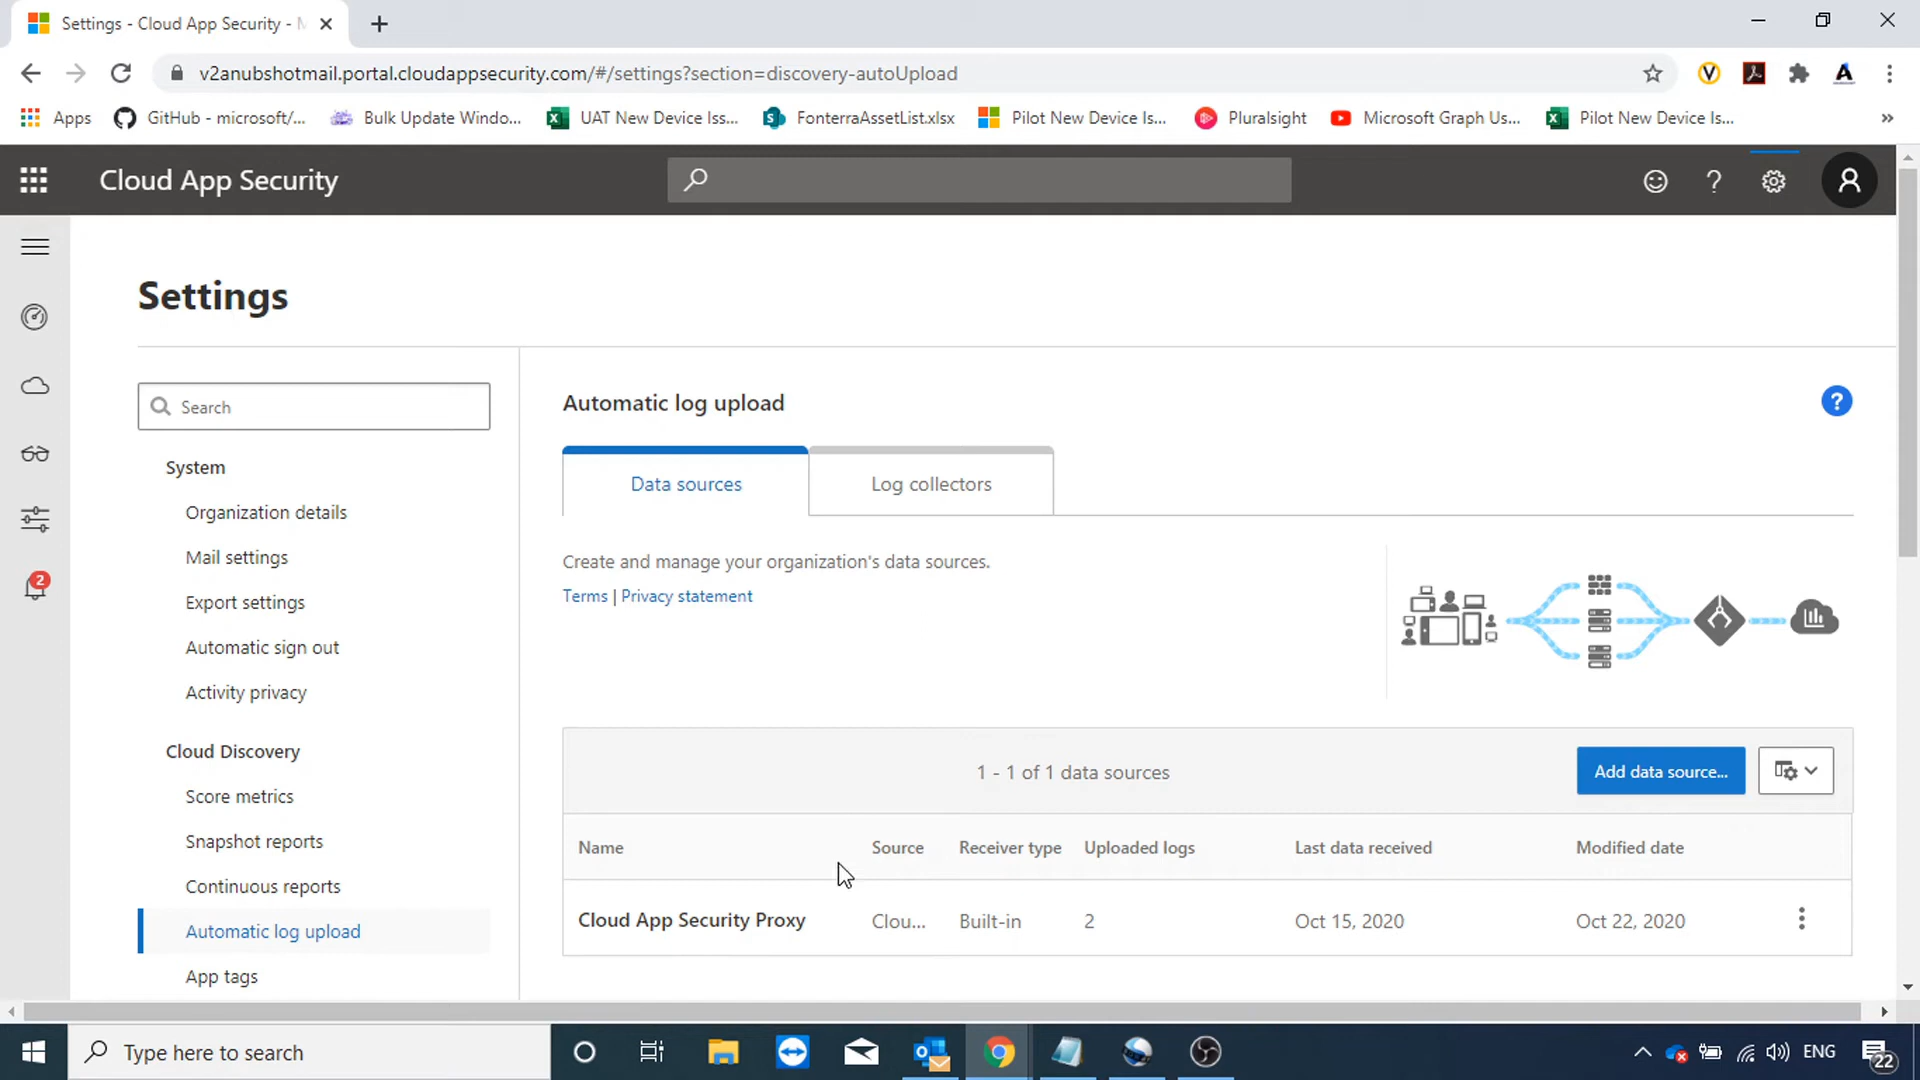 Settings - Cloud App Security -
v2anubshotmail.portal.cloudappsecurity.com/#/settings?section=discovery-autoUpload
Apps
GitHub - microsoft/...
Bulk Update Windo...
UAT New Device Iss...
FonterraAssetList.xlsx
Pilot New Device Is...
Pluralsight
Microsoft Graph Us...
Pilot New Device Is...
»
Cloud App Security
?
Settings
Search
System
Organization details
Mail settings
Export settings
Automatic sign out
Activity privacy
2
Cloud Discovery
Score metrics
Snapshot reports
Continuous reports
Automatic log upload
App tags
Automatic log upload
?
Data sources
Log collectors
Create and manage your organization's data sources.
Terms | Privacy statement
1 - 1 of 1 data sources
Add data source...
Name Source Receiver type Uploaded logs Last data received Modified date
Cloud App Security Proxy Clou... Built-in 2 Oct 15, 2020 Oct 22, 2020
Type here to search
ENG
22